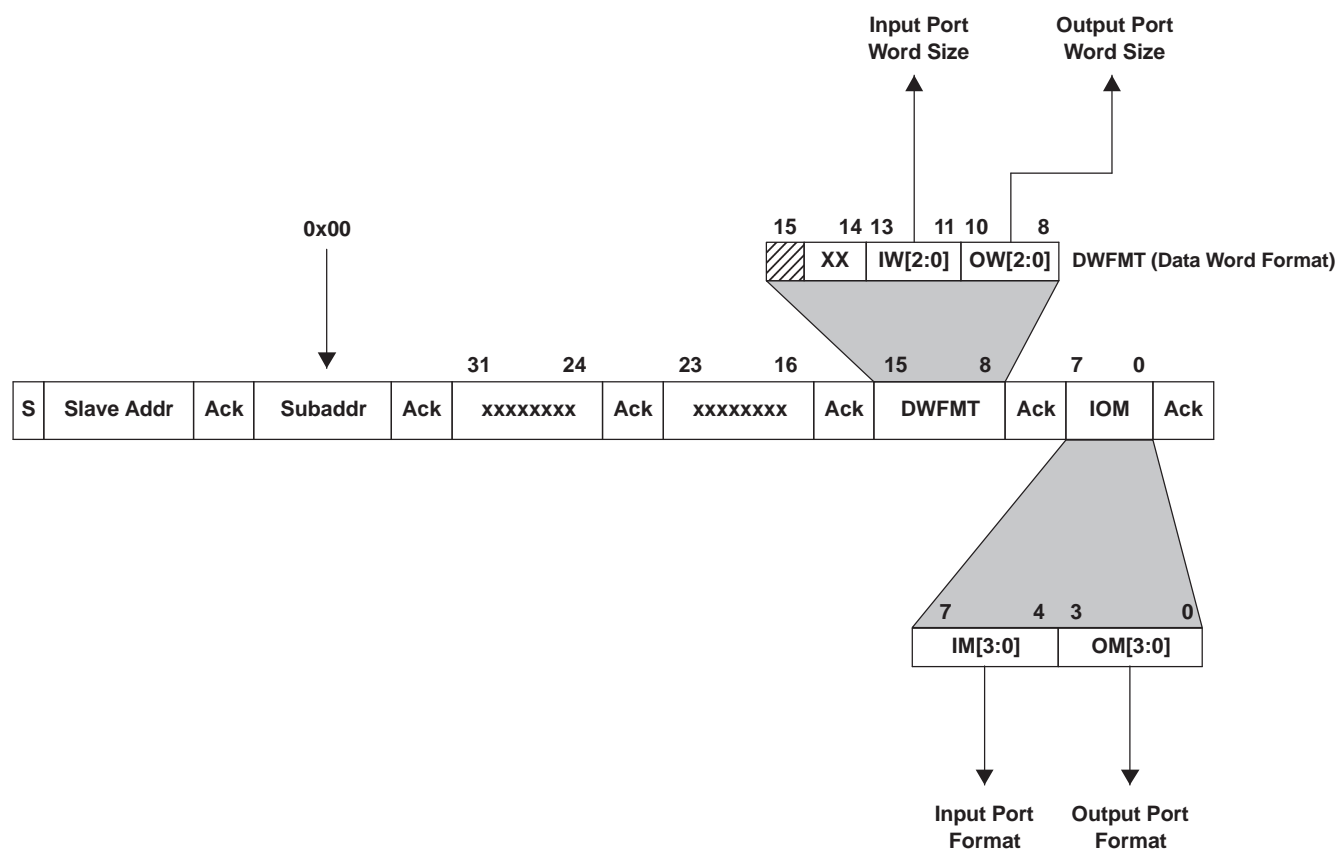 Input Port
Word Size
Output Port
Word Size
0x00
15 14 13 11 10 8
XX IW[2:0] OW[2:0] DWFMT (Data Word Format)
31 24 23 16 15 8 7 0
S Slave Addr Ack Subaddr Ack xxxxxxxx Ack xxxxxxxx Ack DWFMT Ack IOM Ack
7 4 3 0
IM[3:0] OM[3:0]
Input Port
Format
Output Port
Format